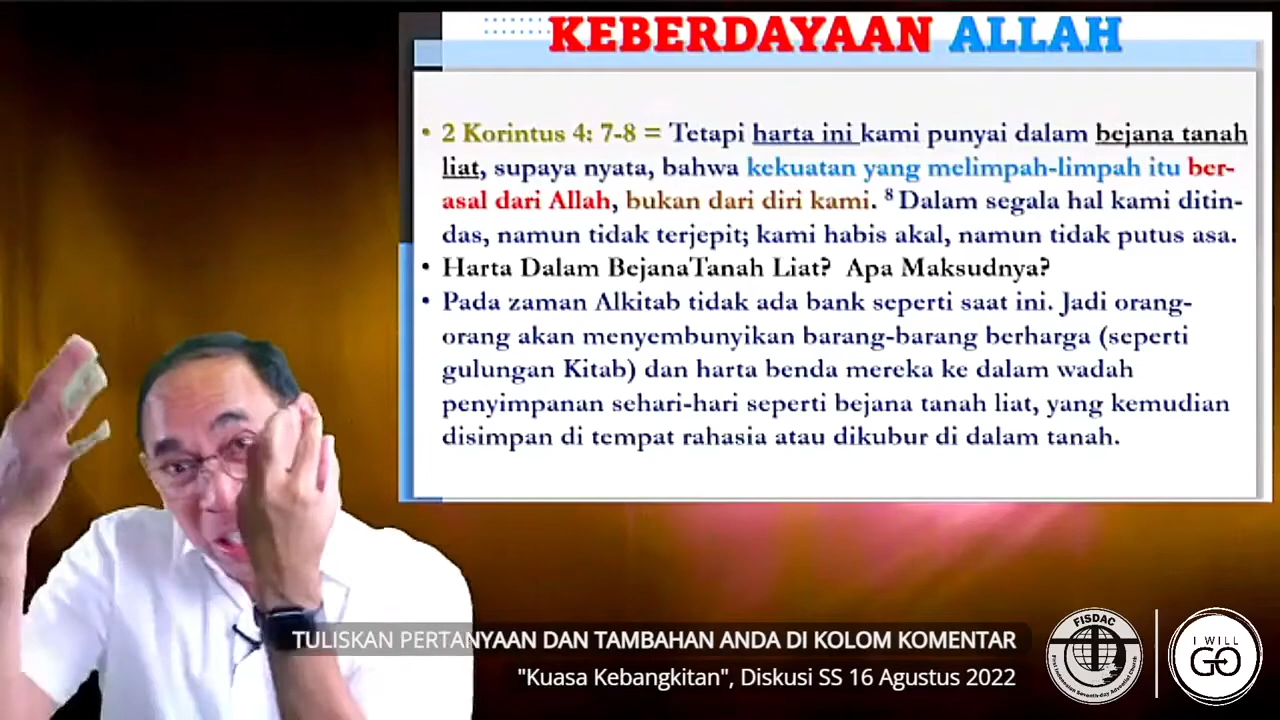 KEBERDAYAAN ALLAH
• 2 Korintus 4: 7-8 = Tetapi harta ini kami punyai dalam bejana tanah
liat, supaya nyata, bahwa kekuatan yang melimpah-limpah itu ber-
asal dari Allah, bukan dari diri kami. ⁸ Dalam segala hal kami ditin-
das, namun tidak terjepit; kami habis akal, namun tidak putus asa.
• Harta Dalam BejanaTanah Liat? Apa Maksudnya?
• Pada zaman Alkitab tidak ada bank seperti saat ini. Jadi orang-
orang akan menyembunyikan barang-barang berharga (seperti
gulungan Kitab) dan harta benda mereka ke dalam wadah
penyimpanan sehari-hari seperti bejana tanah liat, yang kemudian
disimpan di tempat rahasia atau dikubur di dalam tanah.
TULISKAN PERTANYAAN DAN TAMBAHAN ANDA DI KOLOM KOMENTAR
"Kuasa Kebangkitan", Diskusi SS 16 Agustus 2022
FISDAC
First Indonesian Seventh-day Adventist Church
I WILL
GO